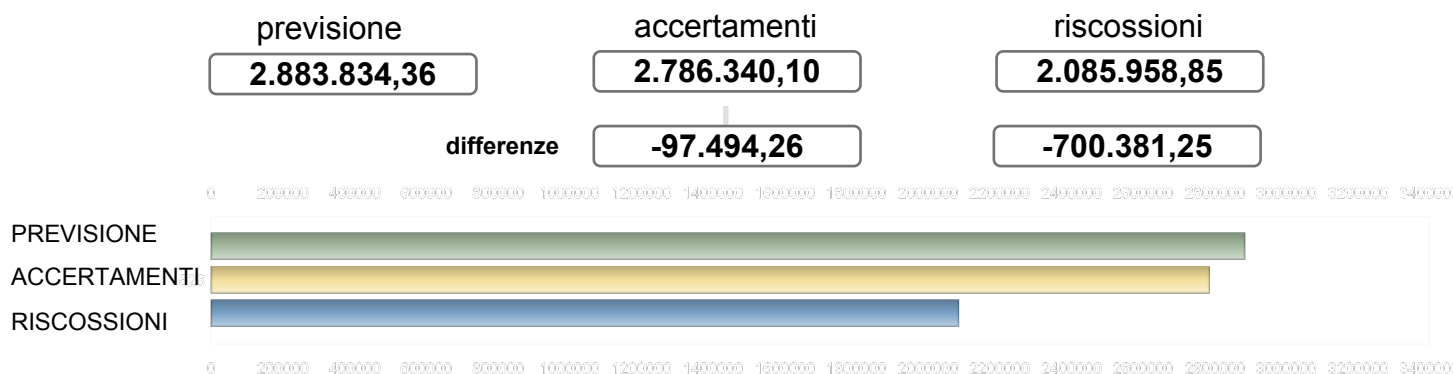 previsione accertamenti riscossioni
2.883.834,36 2.786.340,10 2.085.958,85
differenze -97.494,26 -700.381,25
0 200000 400000 600000 800000 1000000 1200000 1400000 1600000 1800000 2000000 2200000 2400000 2600000 2800000 3000000 3200000 3400000
PREVISIONE
ACCERTAMENTI
RISCOSSIONI
0 200000 400000 600000 800000 1000000 1200000 1400000 1600000 1800000 2000000 2200000 2400000 2600000 2800000 3000000 3200000 3400000